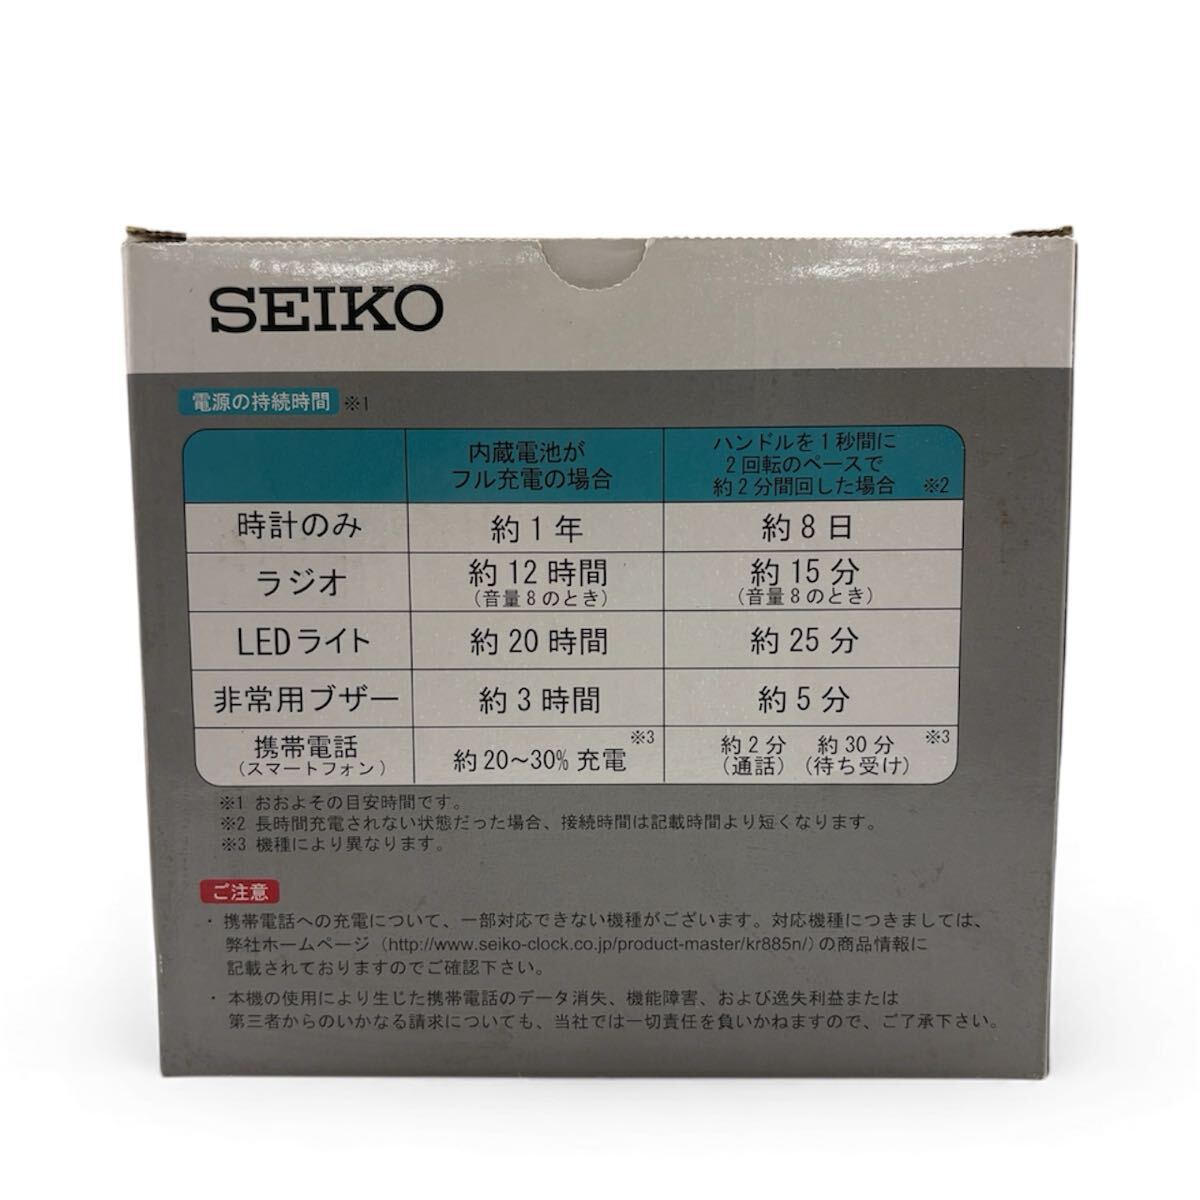 SEIKO
電源の持続時間 ※1
内蔵電池が
フル充電の場合
ハンドルを1秒間に
2回転のペースで
約2分間回した場合 ※2
時計のみ 約1年 約8日
ラジオ 約12時間 約15分
(音量8のとき) (音量8のとき)
LEDライト 約20時間 約25分
非常用ブザー 約3時間 約5分
携帯電話 約20～30% 充電 ※3 約2分 約30分 ※3
(スマートフォン) (通話) (待ち受け)
※1 おおよその目安時間です。
※2 長時間充電されない状態だった場合、接続時間は記載時間より短くなります。
※3 機種により異なります。
ご注意
・携帯電話への充電について、一部対応できない機種がございます。対応機種につきましては、
弊社ホームページ (http://www.seiko-clock.co.jp/product-master/kr885n/) の商品情報に
記載されておりますのでご確認下さい。
・本機の使用により生じた携帯電話のデータ消失、機能障害、および逸失利益または
第三者からのいかなる請求についても、当社では一切責任を負いかねますので、ご了承下さい。